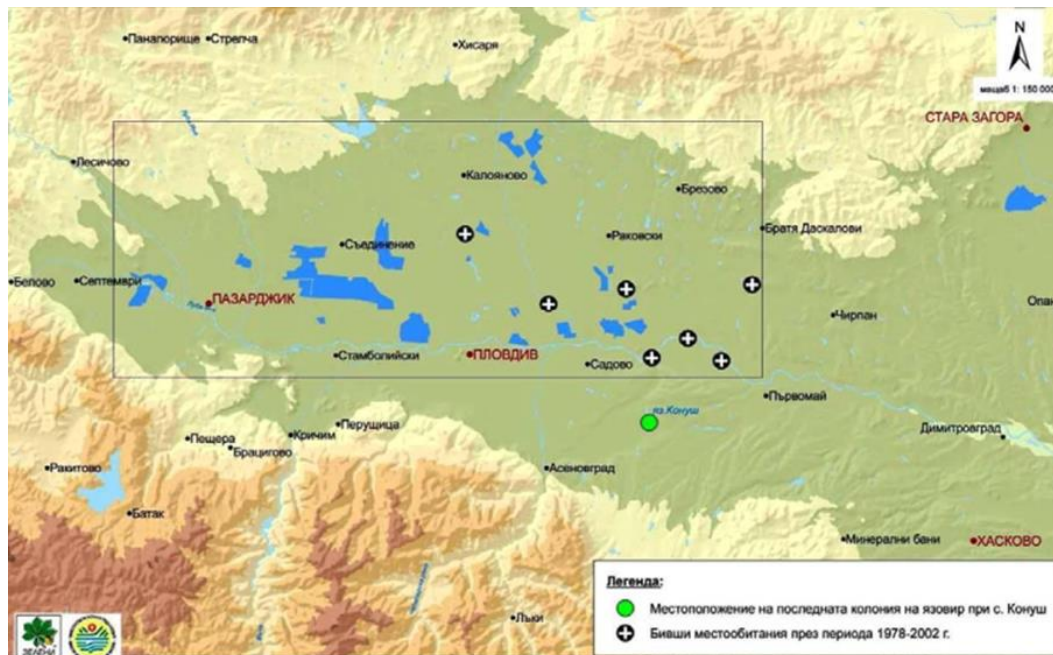 N
мащаб 1: 150 000
Панагюрище
Стрелча
Хисаря
СТАРА ЗАГОРА
Лесичово
Калояново
Брезово
Братя Даскалови
Раковски
Съединение
Белово
Септември
ПАЗАРДЖИК
Чирпан
Опан
Стамболийски
ПЛОВДИВ
Садово
Първомай
яз.Конуш
Димитровград
Перущица
Кричим
Пещера
Брацигово
Ракитово
Асеновград
Батак
Минерални бани
ХАСКОВО
Лъки
Легенда:
Местоположение на последната колония на язовир при с. Конуш
Бивши местообитания през периода 1978-2002 г.
ЗЕЛЕНИ